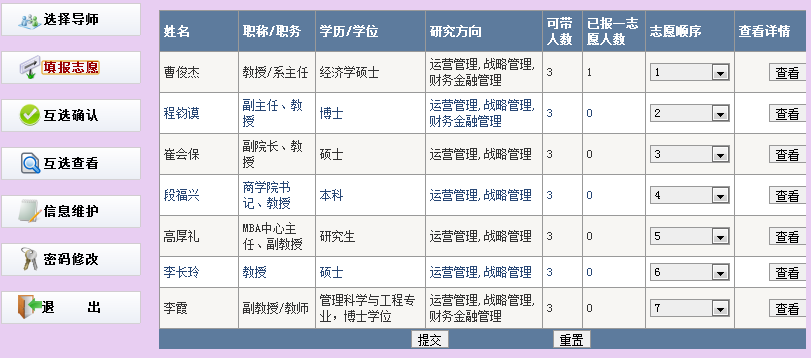 选择导师
填报志愿
互选确认
互选查看
信息维护
密码修改
退 出
姓名 职称/职务 学历/学位 研究方向 可带人数 已报一志愿人数 志愿顺序 查看详情
曹俊杰 教授/系主任 经济学硕士 运营管理,战略管理,财务金融管理 3 1 1 查看
程钧谟 副主任、教授 博士 运营管理,战略管理,财务金融管理 3 0 2 查看
崔会保 副院长、教授 硕士 运营管理,战略管理 3 0 3 查看
段福兴 商学院书记、教授 本科 运营管理,战略管理 3 0 4 查看
高厚礼 MBA中心主任、副教授 研究生 运营管理,战略管理 3 0 5 查看
李长玲 教授 硕士 运营管理,战略管理 3 0 6 查看
李霞 副教授/教师 管理科学与工程专业，博士学位 运营管理,战略管理,财务金融管理 3 0 7 查看
提交 重置